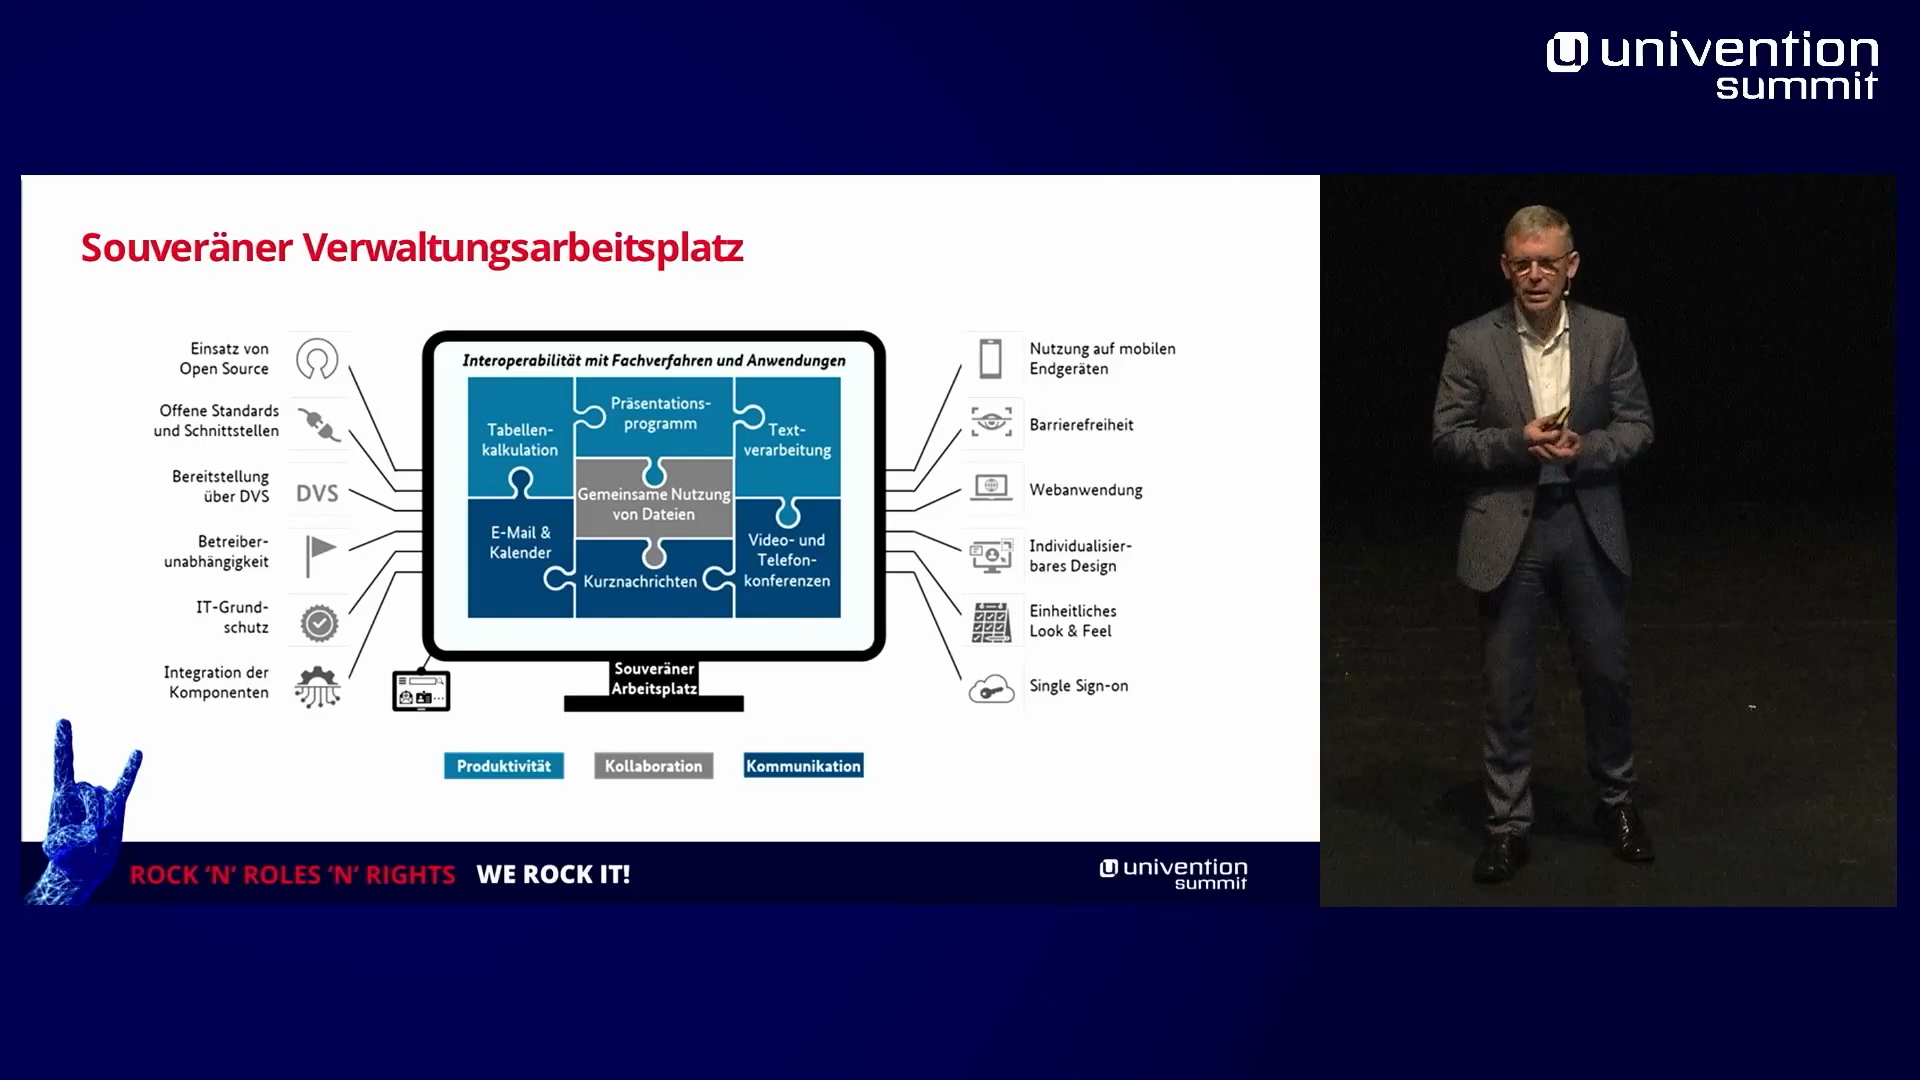 univention
summit
Souveräner Verwaltungsarbeitsplatz
Einsatz von
Open Source
Offene Standards
und Schnittstellen
Bereitstellung
über DVS
DVS
Betreiber-
unabhängigkeit
IT-Grund-
schutz
Integration der
Komponenten
Interoperabilität mit Fachverfahren und Anwendungen
Tabellen-
kalkulation
Präsentations-
programm
Text-
verarbeitung
Gemeinsame Nutzung
von Dateien
E-Mail &
Kalender
Kurznachrichten
Video- und
Telefon-
konferenzen
Souveräner
Arbeitsplatz
Nutzung auf mobilen
Endgeräten
Barrierefreiheit
Webanwendung
Individualisier-
bares Design
Einheitliches
Look & Feel
Single Sign-on
Produktivität
Kollaboration
Kommunikation
ROCK ‘N’ ROLES ‘N’ RIGHTS WE ROCK IT!
univention
summit